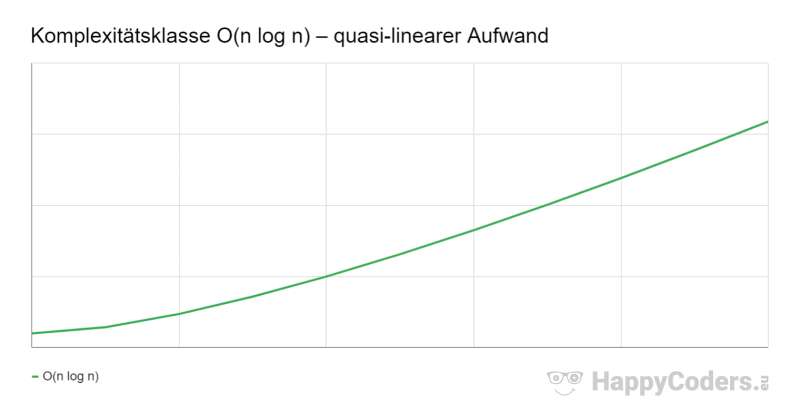 Komplexitätsklasse O(n log n) – quasi-linearer Aufwand
O(n log n)
HappyCoders.eu